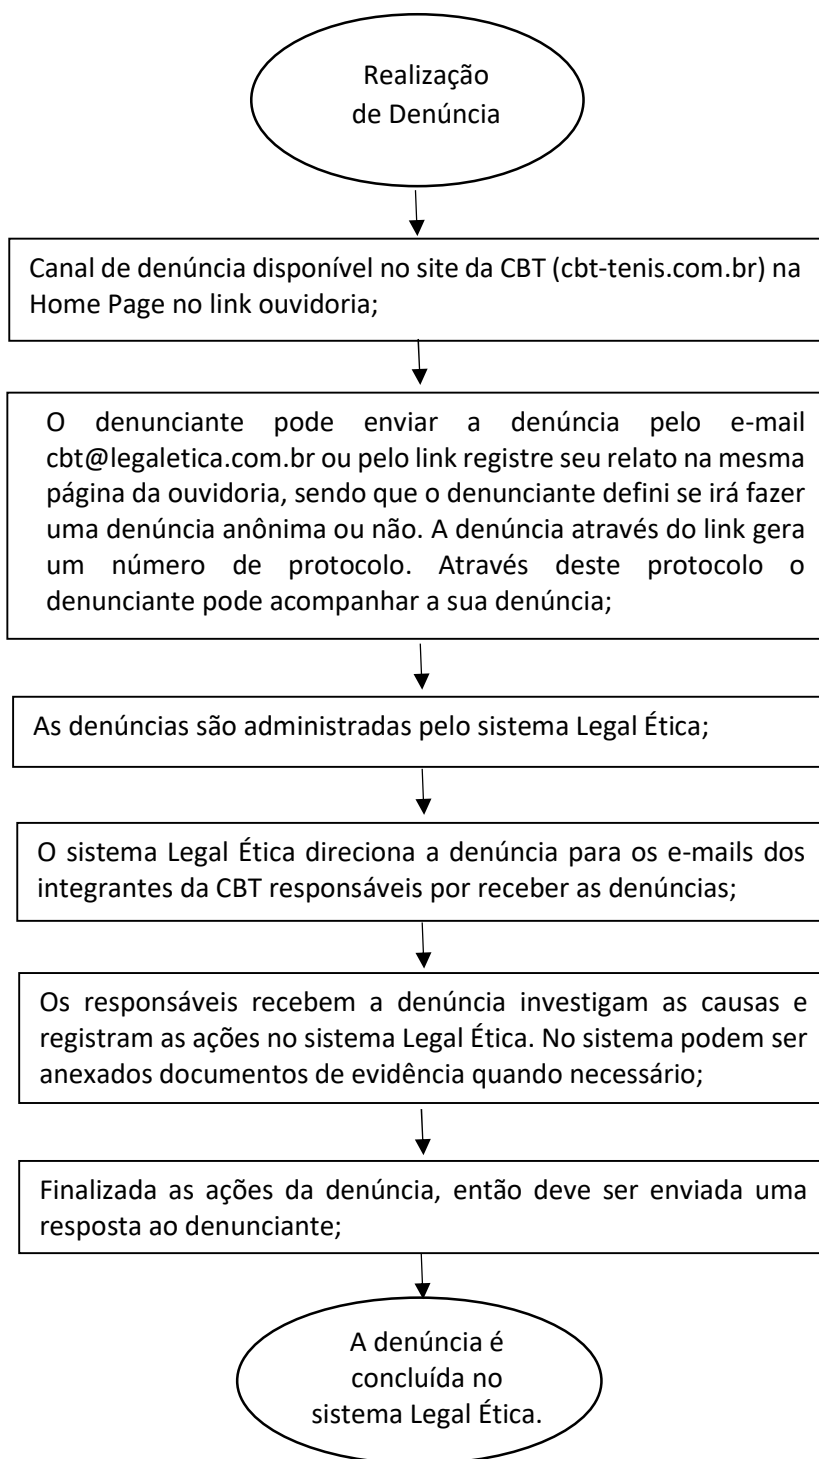 Realização
de Denúncia
Canal de denúncia disponível no site da CBT (cbt-tenis.com.br) na
Home Page no link ouvidoria;
O denunciante pode enviar a denúncia pelo e-mail
cbt@legaletica.com.br ou pelo link registre seu relato na mesma
página da ouvidoria, sendo que o denunciante defini se irá fazer
uma denúncia anônima ou não. A denúncia através do link gera
um número de protocolo. Através deste protocolo o
denunciante pode acompanhar a sua denúncia;
As denúncias são administradas pelo sistema Legal Ética;
O sistema Legal Ética direciona a denúncia para os e-mails dos
integrantes da CBT responsáveis por receber as denúncias;
Os responsáveis recebem a denúncia investigam as causas e
registram as ações no sistema Legal Ética. No sistema podem ser
anexados documentos de evidência quando necessário;
Finalizada as ações da denúncia, então deve ser enviada uma
resposta ao denunciante;
A denúncia é
concluída no
sistema Legal Ética.